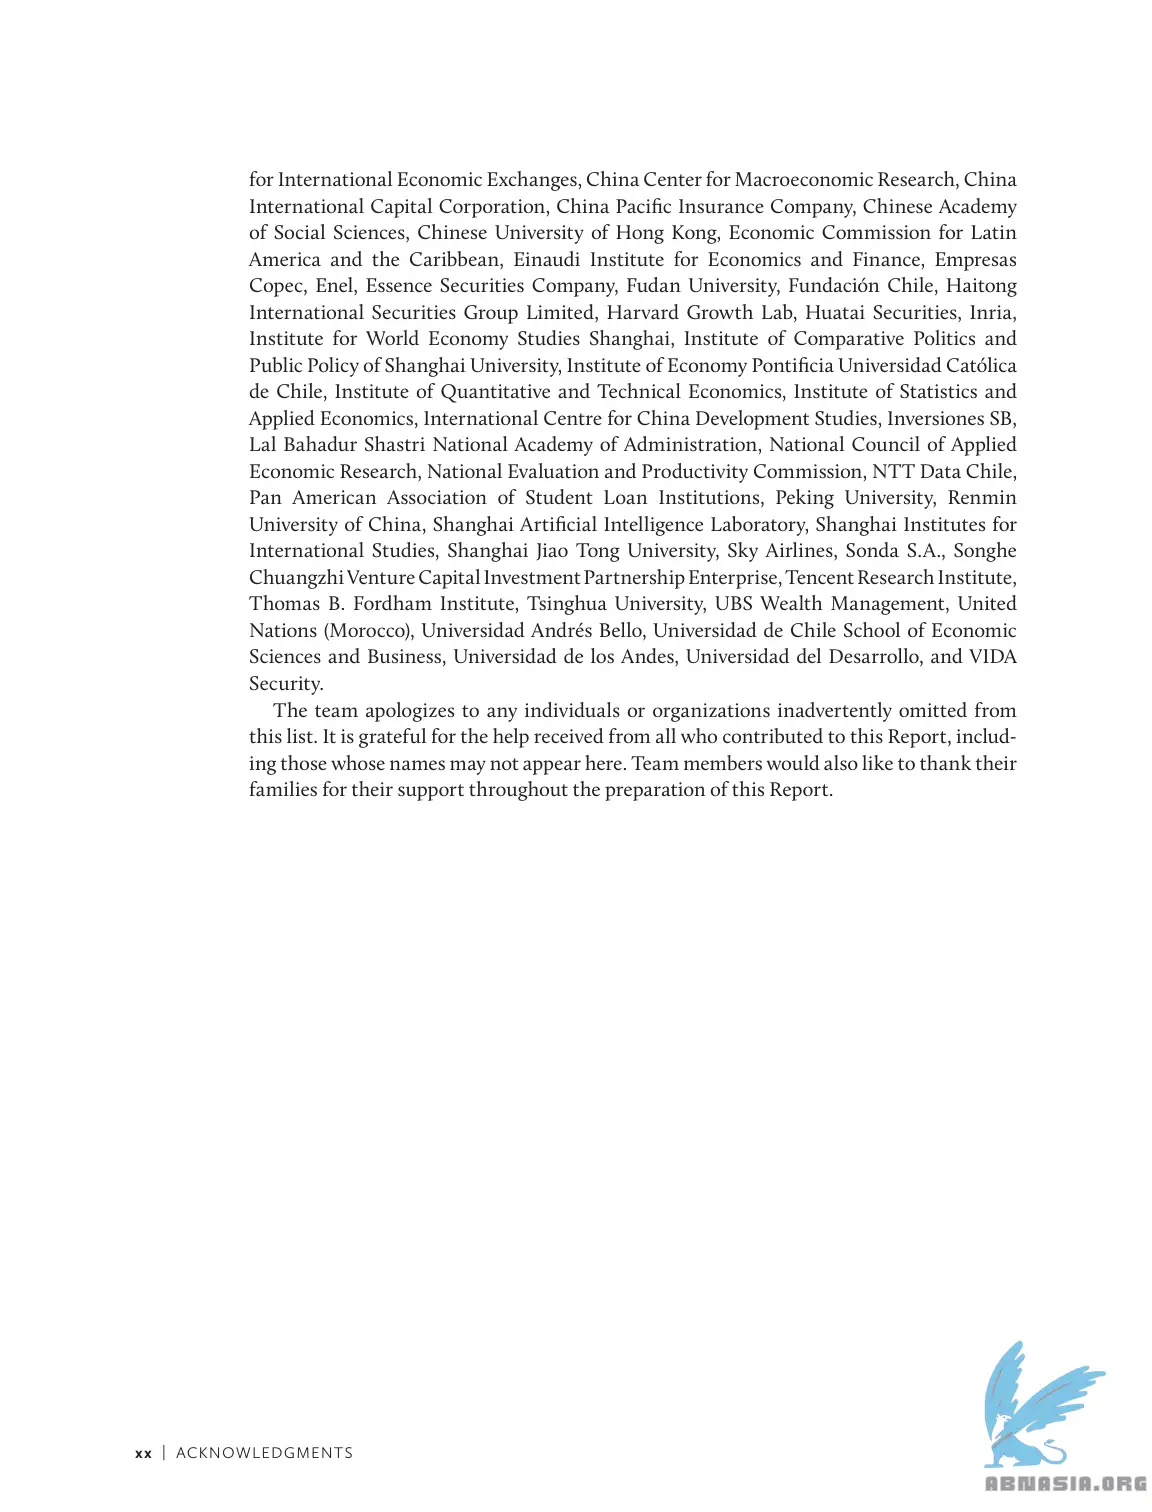 for International Economic Exchanges, China Center for Macroeconomic Research, China
International Capital Corporation, China Pacific Insurance Company, Chinese Academy
of Social Sciences, Chinese University of Hong Kong, Economic Commission for Latin
America and the Caribbean, Einaudi Institute for Economics and Finance, Empresas
Copec, Enel, Essence Securities Company, Fudan University, Fundación Chile, Haitong
International Securities Group Limited, Harvard Growth Lab, Huatai Securities, Inria,
Institute for World Economy Studies Shanghai, Institute of Comparative Politics and
Public Policy of Shanghai University, Institute of Economy Pontificia Universidad Católica
de Chile, Institute of Quantitative and Technical Economics, Institute of Statistics and
Applied Economics, International Centre for China Development Studies, Inversiones SB,
Lal Bahadur Shastri National Academy of Administration, National Council of Applied
Economic Research, National Evaluation and Productivity Commission, NTT Data Chile,
Pan American Association of Student Loan Institutions, Peking University, Renmin
University of China, Shanghai Artificial Intelligence Laboratory, Shanghai Institutes for
International Studies, Shanghai Jiao Tong University, Sky Airlines, Sonda S.A., Songhe
Chuangzhi Venture Capital Investment Partnership Enterprise, Tencent Research Institute,
Thomas B. Fordham Institute, Tsinghua University, UBS Wealth Management, United
Nations (Morocco), Universidad Andrés Bello, Universidad de Chile School of Economic
Sciences and Business, Universidad de los Andes, Universidad del Desarrollo, and VIDA
Security.
The team apologizes to any individuals or organizations inadvertently omitted from
this list. It is grateful for the help received from all who contributed to this Report, includ-
ing those whose names may not appear here. Team members would also like to thank their
families for their support throughout the preparation of this Report.
xx | ACKNOWLEDGMENTS
ABNASIA.ORG